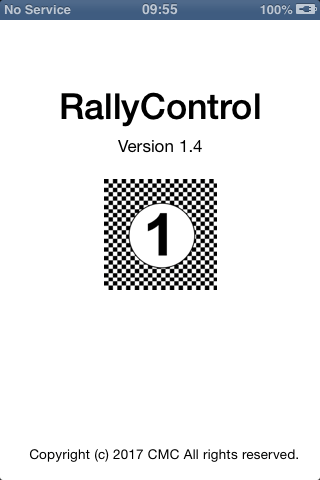 No Service 09:55 100%
RallyControl
Version 1.4
1
Copyright (c) 2017 CMC All rights reserved.